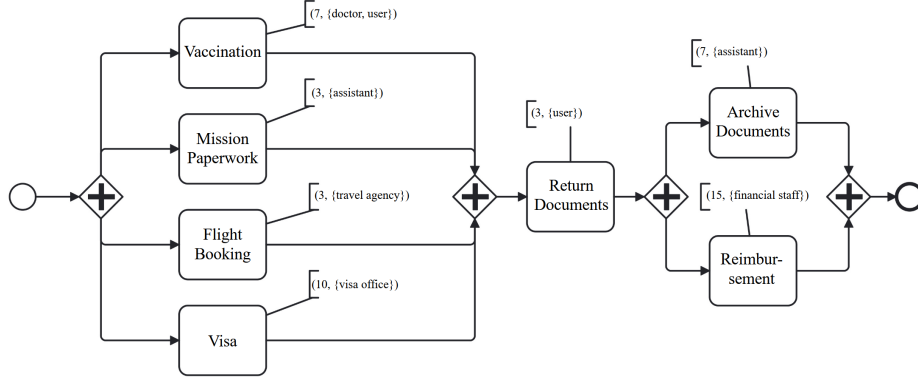 (7, {doctor, user})
Vaccination
(3, {assistant})
Mission
Paperwork
(3, {travel agency})
Flight
Booking
(10, {visa office})
Visa
(3, {user})
Return
Documents
(7, {assistant})
Archive
Documents
(15, {financial staff})
Reimbur-
sement